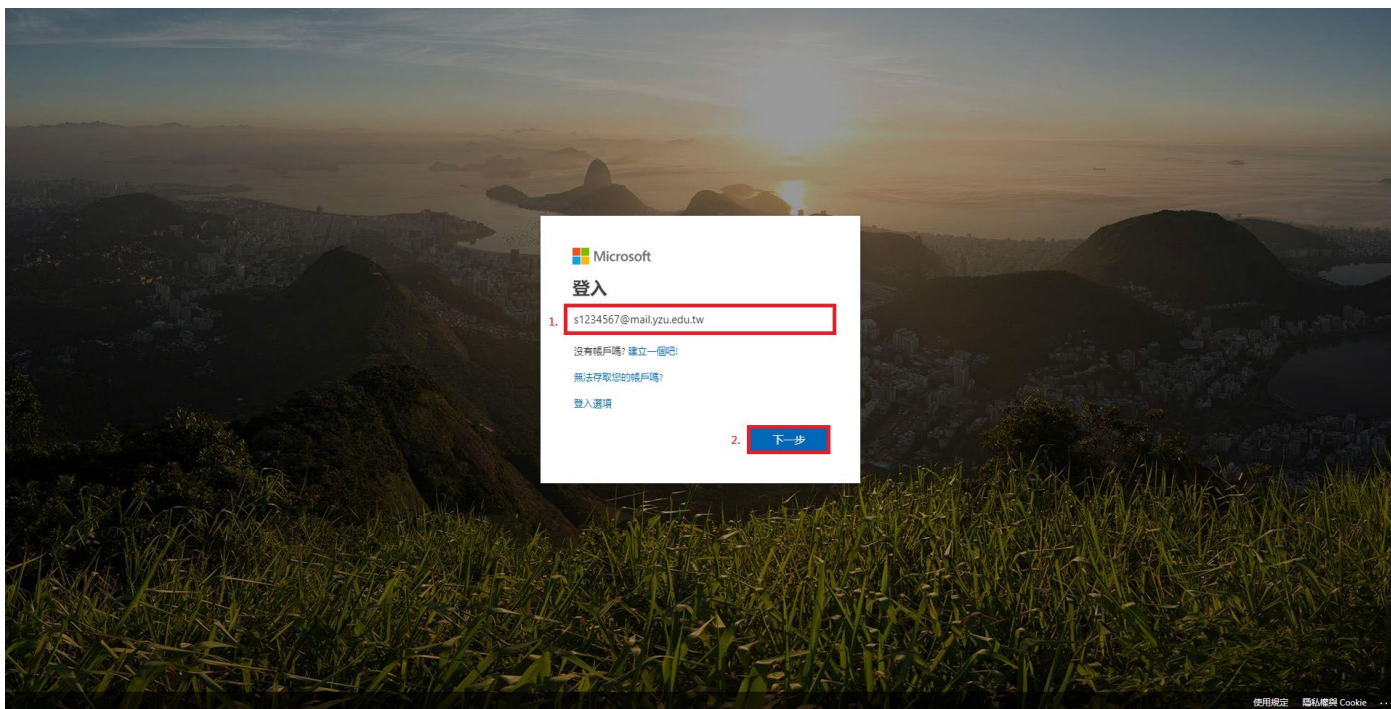 Microsoft
登入
1. s1234567@mail.yzu.edu.tw
沒有帳戶嗎? 建立一個吧!
無法存取您的帳戶嗎?
登入選項
2. 下一步
使用規定 隱私權與 Cookie ...